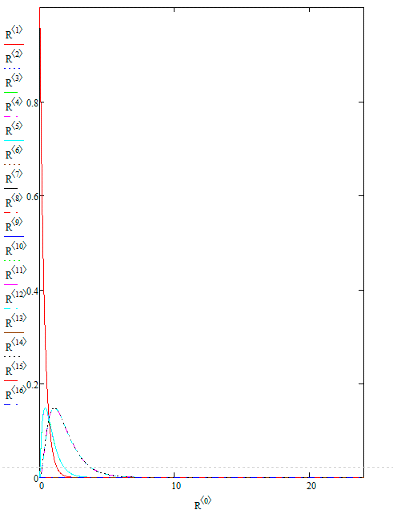 R⟨1⟩
R⟨2⟩
R⟨3⟩
R⟨4⟩
R⟨5⟩
R⟨6⟩
R⟨7⟩
R⟨8⟩
R⟨9⟩
R⟨10⟩
R⟨11⟩
R⟨12⟩
R⟨13⟩
R⟨14⟩
R⟨15⟩
R⟨16⟩
0.8
0.6
0.4
0.2
0
0 10 20
R⟨0⟩